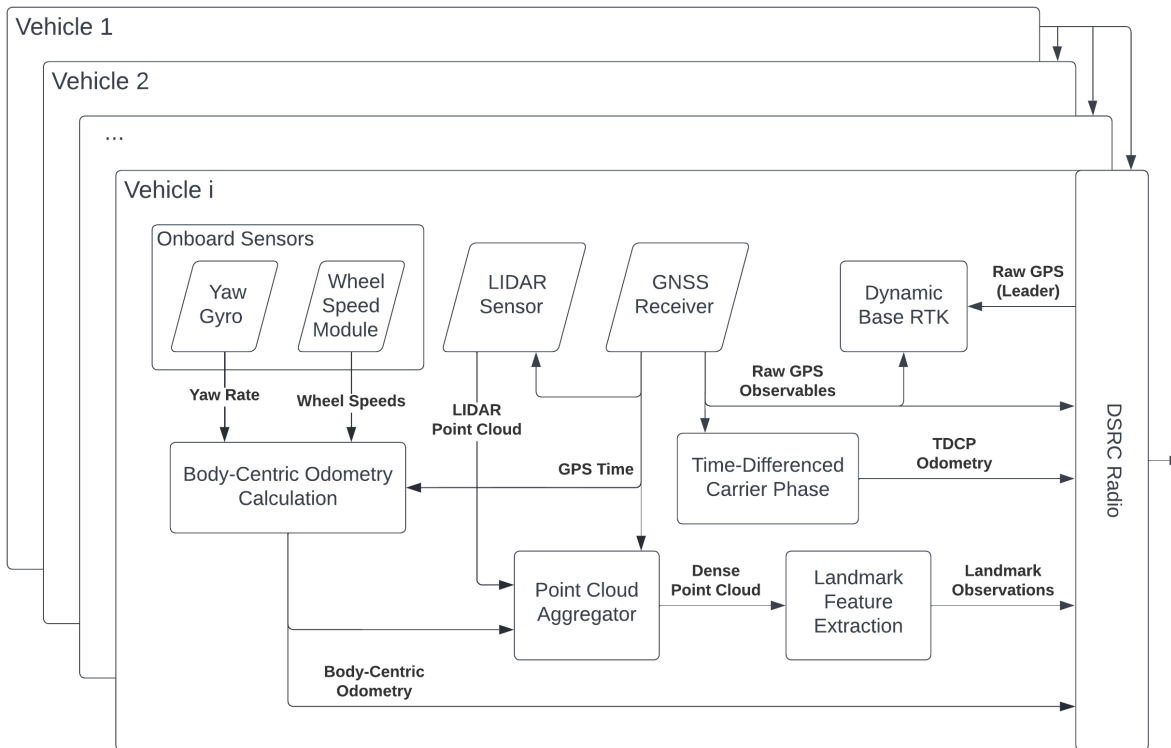 Vehicle 1
Vehicle 2
...
Vehicle i
Onboard Sensors
Yaw
Gyro
Wheel
Speed
Module
LIDAR
Sensor
GNSS
Receiver
Dynamic
Base RTK
Raw GPS
(Leader)
Yaw Rate
Wheel Speeds
LIDAR
Point Cloud
Raw GPS
Observables
Body-Centric Odometry
Calculation
GPS Time
Time-Differenced
Carrier Phase
TDCP
Odometry
DSRC Radio
Point Cloud
Aggregator
Dense
Point Cloud
Landmark
Feature
Extraction
Landmark
Observations
Body-Centric
Odometry